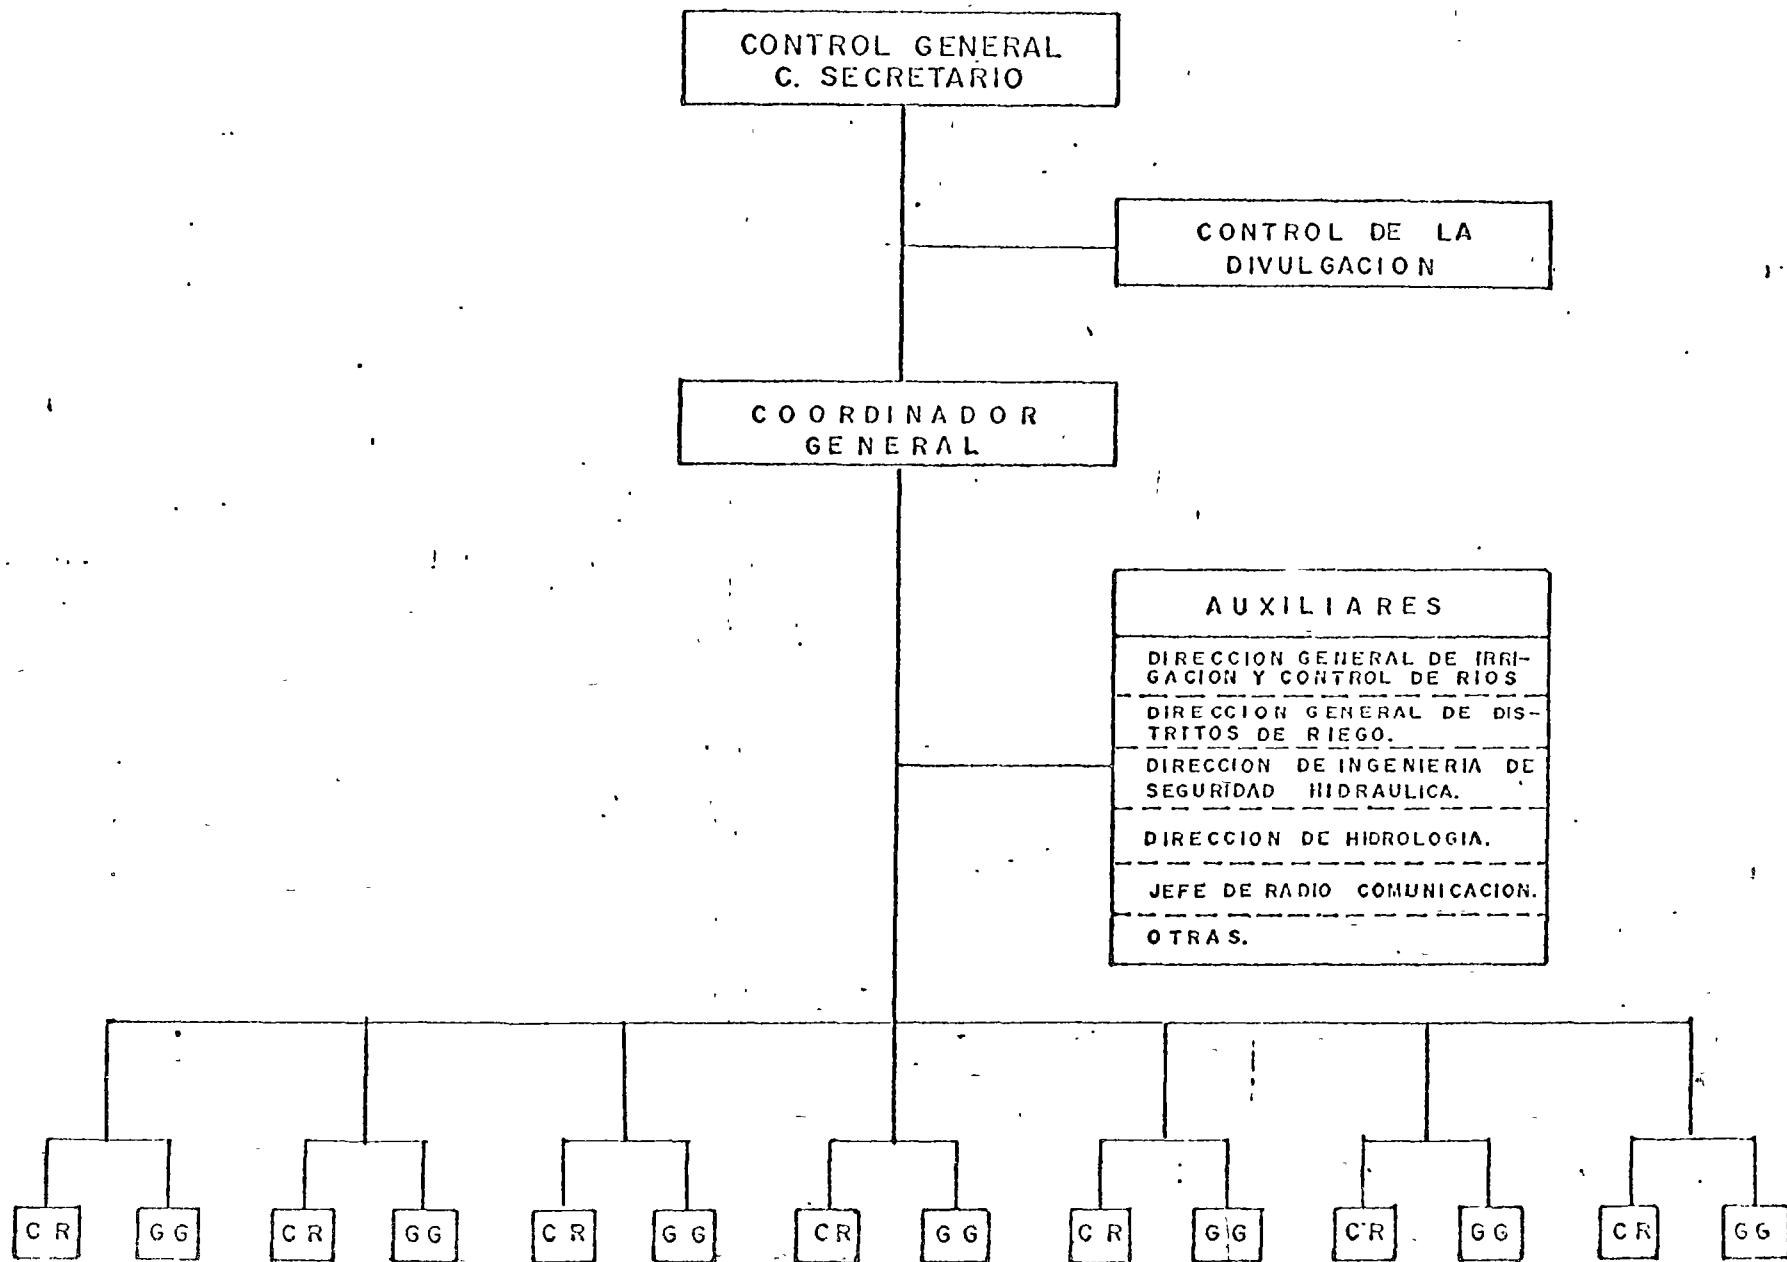 CONTROL GENERAL
C. SECRETARIO
CONTROL DE LA
DIVULGACION
COORDINADOR
GENERAL
AUXILIARES
DIRECCION GENERAL DE IRRI-
GACION Y CONTROL DE RIOS
DIRECCION GENERAL DE DIS-
TRITOS DE RIEGO.
DIRECCION DE INGENIERIA DE
SEGURIDAD HIDRAULICA.
DIRECCION DE HIDROLOGIA.
JEFE DE RADIO COMUNICACION.
OTRAS.
CR GG CR GG CR GG CR GG CR GG CR GG CR GG